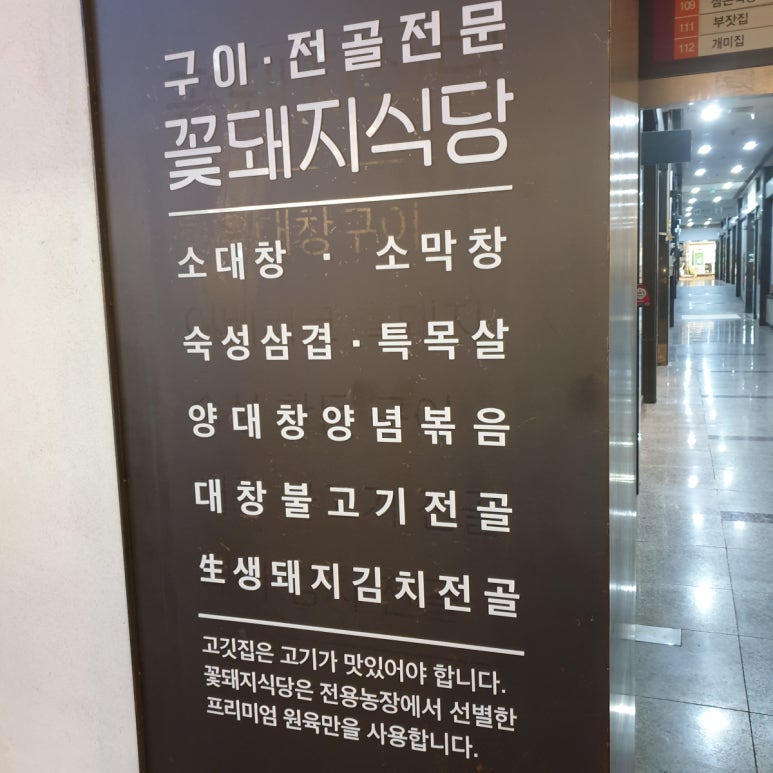 구이·전골전문
꽃돼지식당
소대창 · 소막창
숙성삼겹·특목살
양대창양념볶음
대창불고기전골
生생돼지김치전골
고깃집은 고기가 맛있어야 합니다.
꽃돼지식당은 전용농장에서 선별한
프리미엄 원육만을 사용합니다.
109
111 부잣집
112 개미집